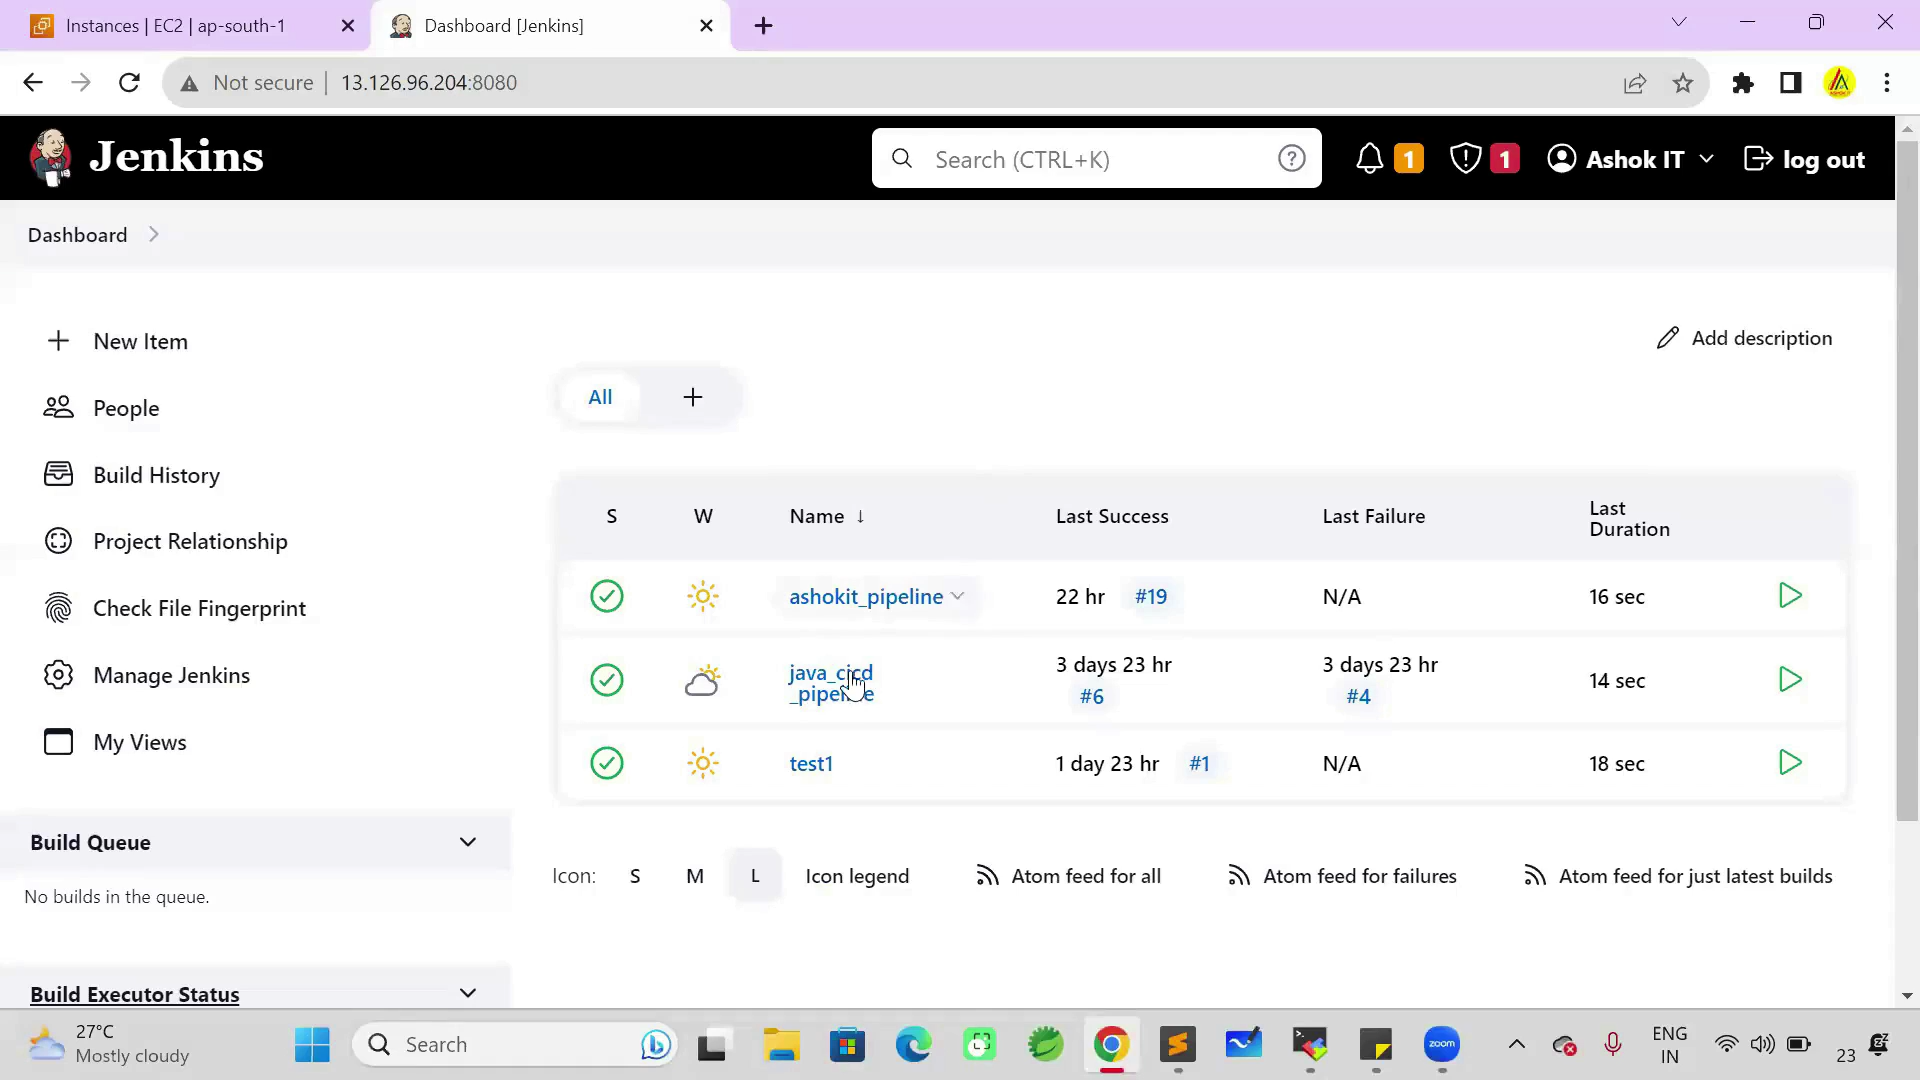 Instances | EC2 | ap-south-1
Dashboard [Jenkins]
Not secure | 13.126.96.204:8080
Jenkins
Search (CTRL+K)
1
1
Ashok IT
log out
Dashboard
New Item
People
Build History
Project Relationship
Check File Fingerprint
Manage Jenkins
My Views
Build Queue
No builds in the queue.
Build Executor Status
Add description
All
S W Name ↓ Last Success Last Failure Last Duration
ashokit_pipeline 22 hr #19 N/A 16 sec
java_cicd_pipeline 3 days 23 hr #6 3 days 23 hr #4 14 sec
test1 1 day 23 hr #1 N/A 18 sec
Icon: S M L Icon legend Atom feed for all Atom feed for failures Atom feed for just latest builds
27°C
Mostly cloudy
Search
zoom
ENG
IN
23